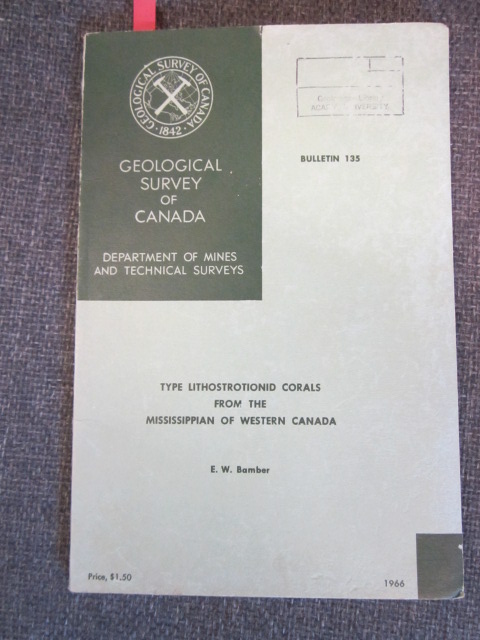 GEOLOGICAL SURVEY OF CANADA
· 1842 ·
GEOLOGICAL
SURVEY
OF
CANADA
DEPARTMENT OF MINES
AND TECHNICAL SURVEYS
BULLETIN 135
TYPE LITHOSTROTIONID CORALS
FROM THE
MISSISSIPPIAN OF WESTERN CANADA
E. W. Bamber
Price, $1.50
1966